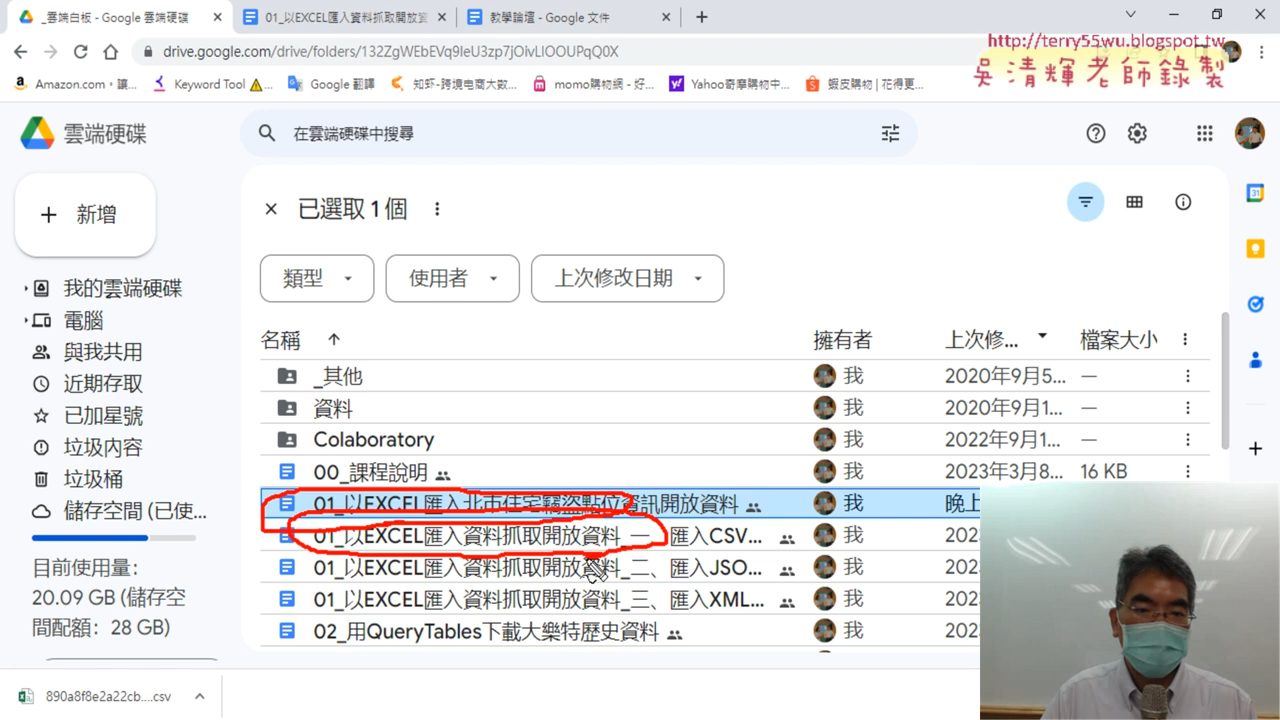 _雲端白板 - Google 雲端硬碟
01_以EXCEL匯入資料抓取開放資
教學論壇 - Google 文件
drive.google.com/drive/folders/132ZgWEbEVq9IeU3zp7jOivLIOOUPqQ0X
http://terry55wu.blogspot.tw
吳清輝老師錄製
Amazon.com - 讓...
Keyword Tool
Google 翻譯
知虾-跨境电商大数...
momo購物網 - 好...
Yahoo奇摩購物中...
蝦皮購物 | 花得更...
雲端硬碟
在雲端硬碟中搜尋
新增
已選取 1 個
類型
使用者
上次修改日期
我的雲端硬碟
電腦
與我共用
近期存取
已加星號
垃圾內容
垃圾桶
儲存空間 (已使...
目前使用量：
20.09 GB (儲存空
間配額：28 GB)
名稱
擁有者
上次修...
檔案大小
_其他 我 2020年9月5... —
資料 我 2020年9月1... —
Colaboratory 我 2022年9月1... —
00_課程說明 我 2023年3月8... 16 KB
01_以EXCEL匯入北市住宅竊盜點位資訊開放資料 我 晚上
01_以EXCEL匯入資料抓取開放資料_一、匯入CSV... 我 202
01_以EXCEL匯入資料抓取開放資料_二、匯入JSO... 我 202
01_以EXCEL匯入資料抓取開放資料_三、匯入XML... 我 202
02_用QueryTables下載大樂特歷史資料 我 202
890a8f8e2a22cb....csv